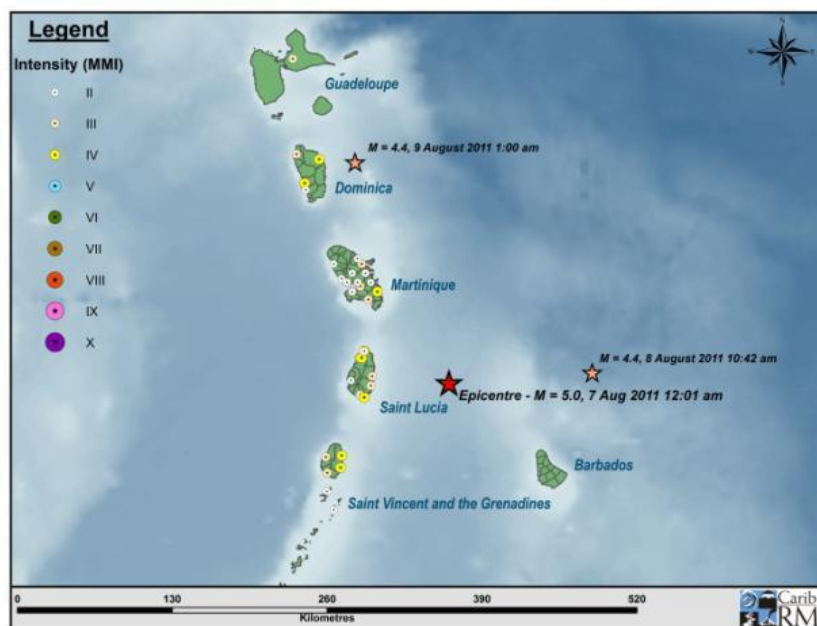 Legend
Intensity (MMI)
II
III
IV
V
VI
VII
VIII
IX
X
N
Guadeloupe
M = 4.4, 9 August 2011 1:00 am
Dominica
Martinique
M = 4.4, 8 August 2011 10:42 am
Epicentre - M = 5.0, 7 Aug 2011 12:01 am
Saint Lucia
Barbados
Saint Vincent and the Grenadines
0 130 260 390 520
Kilometres
Carib
RM